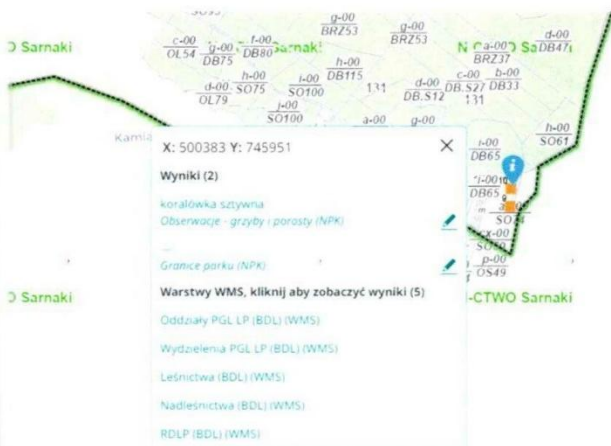 SO93
g-00
BRZ53
g-00
BRZ53
O Sarnaki
c-00
OL54
g-00
DB75
f-00
DB80
a-00
BRZ37
d-00
DB47
h-00
DB115
d-00
OL79
h-00
SO75
i-00
SO100
131
d-00
DB.S12
c-00
DB.S27
b-00
DB33
131
j-00
SO100
a-00
g-00
h-00
SO61
i-00
DB65
X: 500383 Y: 745951
Wyniki (2)
koralówka sztywna
Obserwacje - grzyby i porosty (NPK)
...
Granice parku (NPK)
Warstwy WMS, kliknij aby zobaczyć wyniki (5)
Oddziały PGL LP (BDL) (WMS)
Wydzielenia PGL LP (BDL) (WMS)
Leśnictwa (BDL) (WMS)
Nadleśnictwa (BDL) (WMS)
RDLP (BDL) (WMS)
DB65
p-00
OS49
O Sarnaki
-CTWO Sarnaki